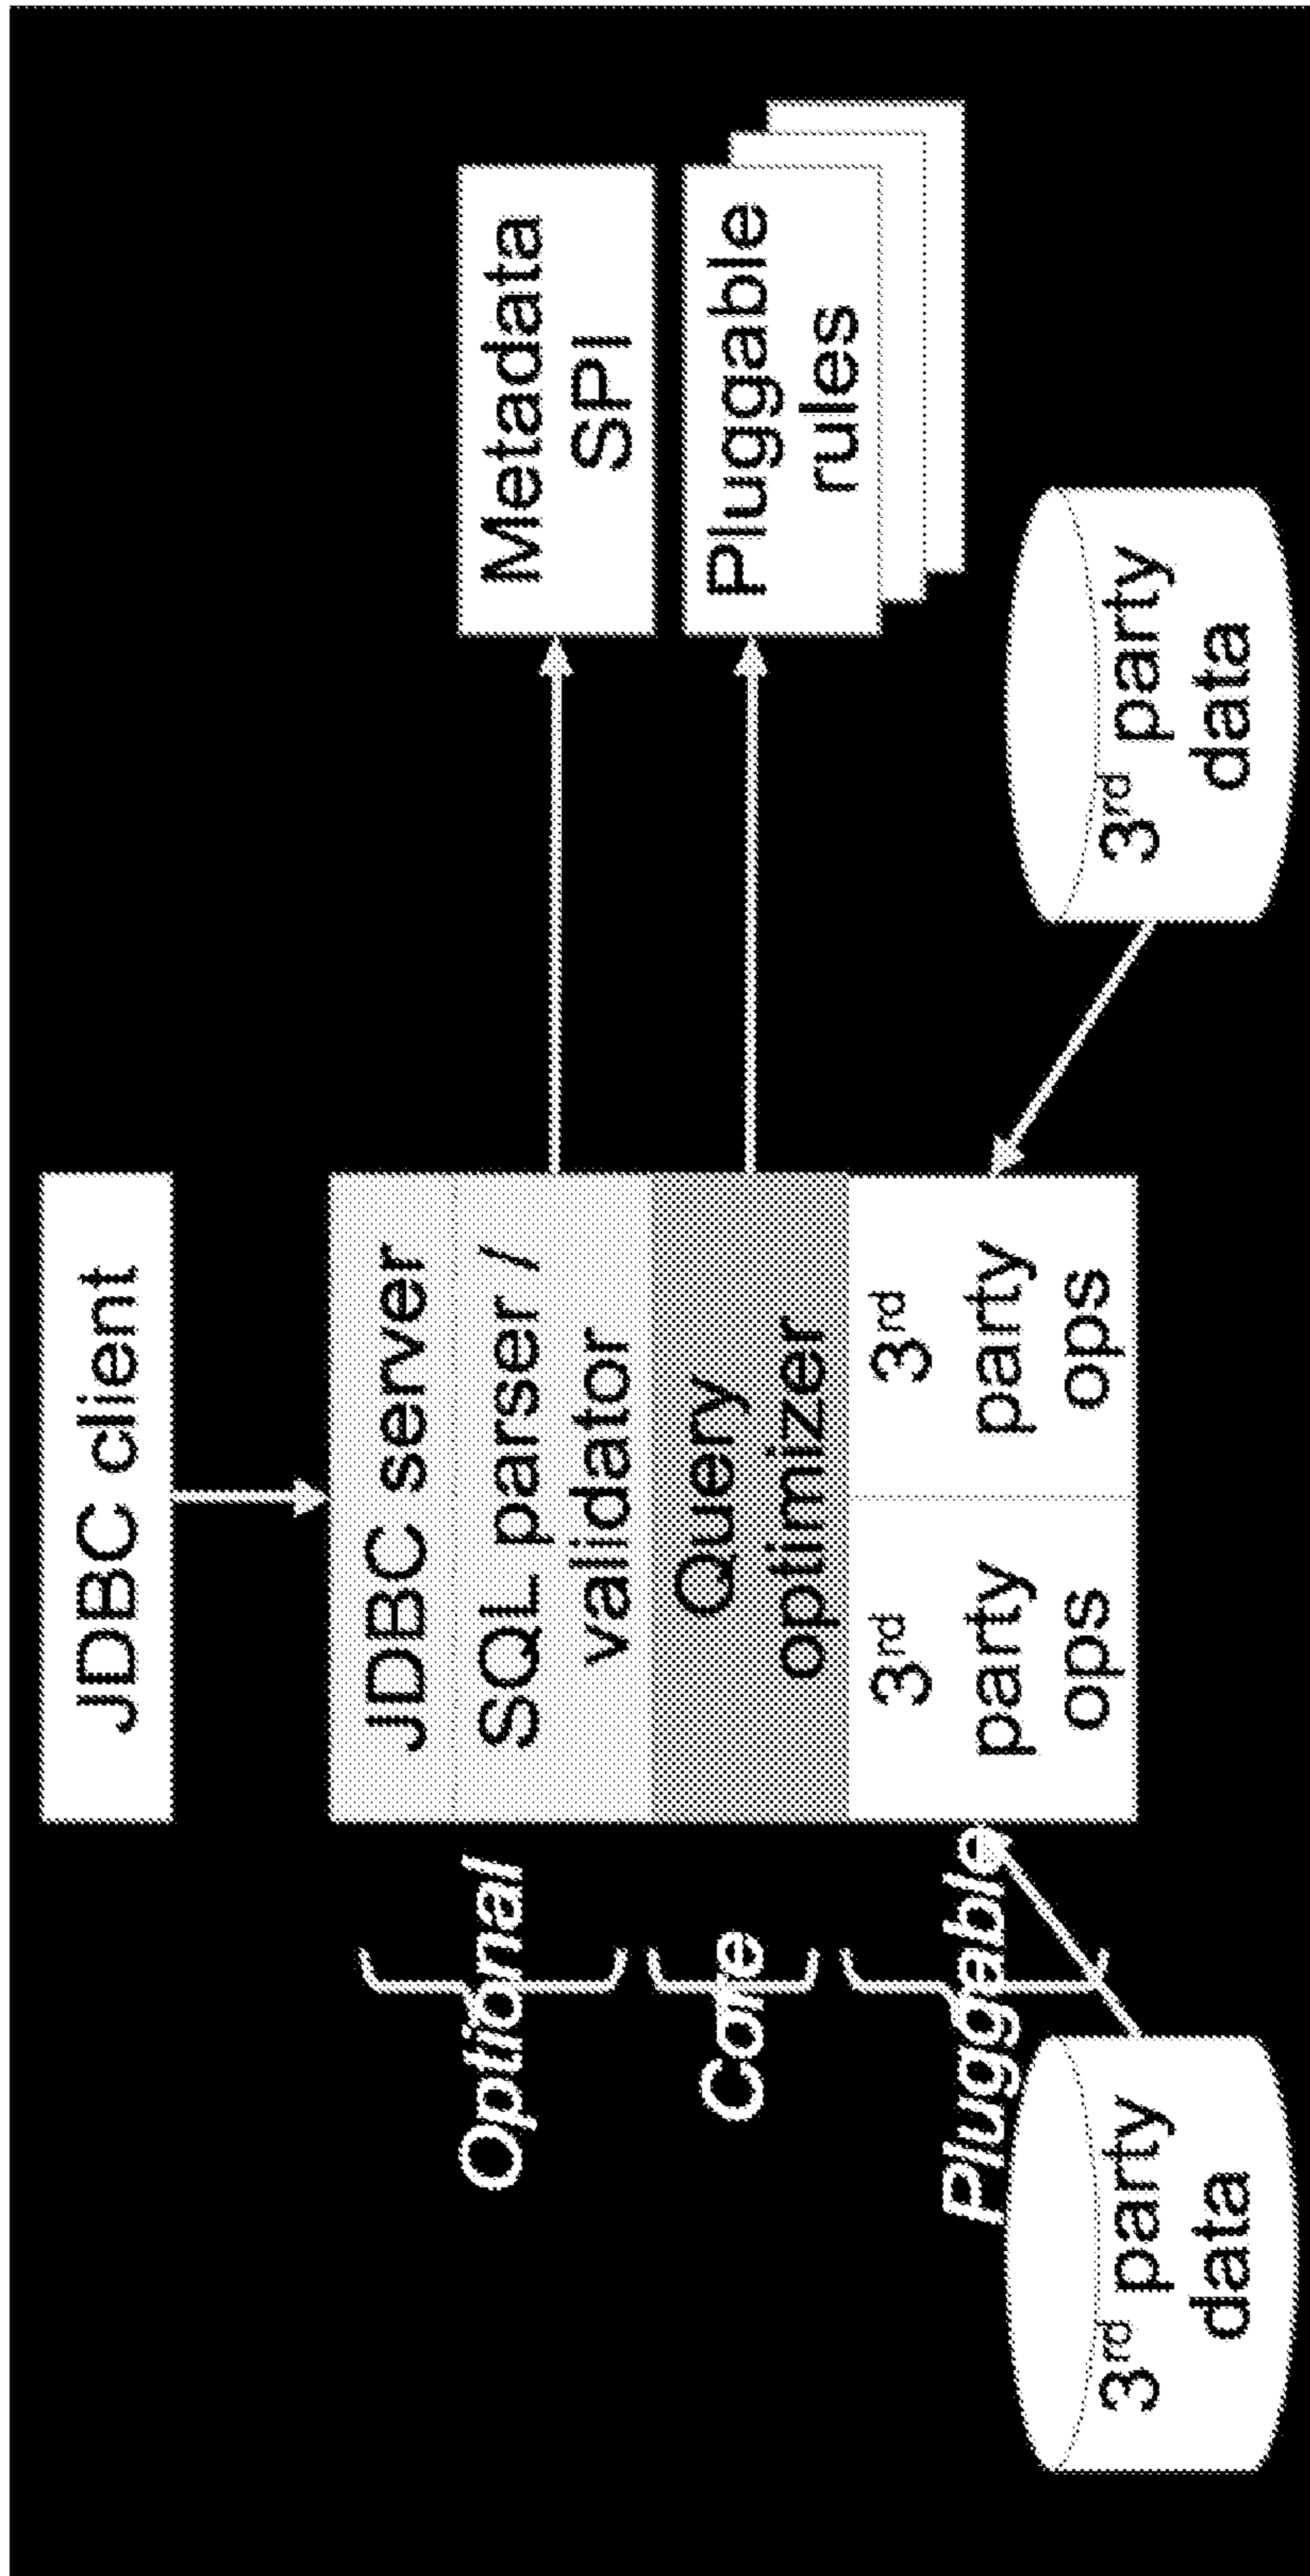 JDBC client
JDBC server
Optional
SQL parser /
validator
Metadata
SPI
Core
Query
optimizer
Pluggable
rules
Pluggable
3rd
party
ops
3rd
party
ops
3rd party
data
3rd party
data